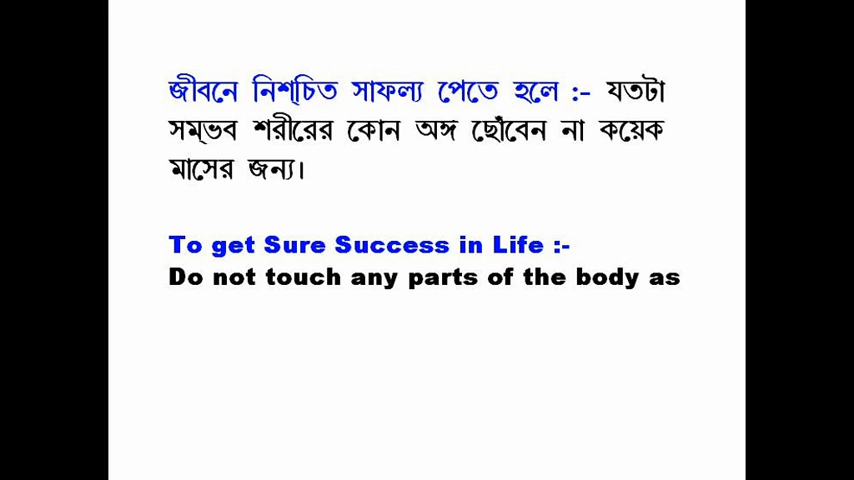 জীবনে নিশ্‌চিত সাফল্য পেতে হলে :- যতটা
সম্‌ভব শরীরের কোন অঙ্গ ছোঁবেন না কয়েক
মাসের জন্য।
To get Sure Success in Life :-
Do not touch any parts of the body as